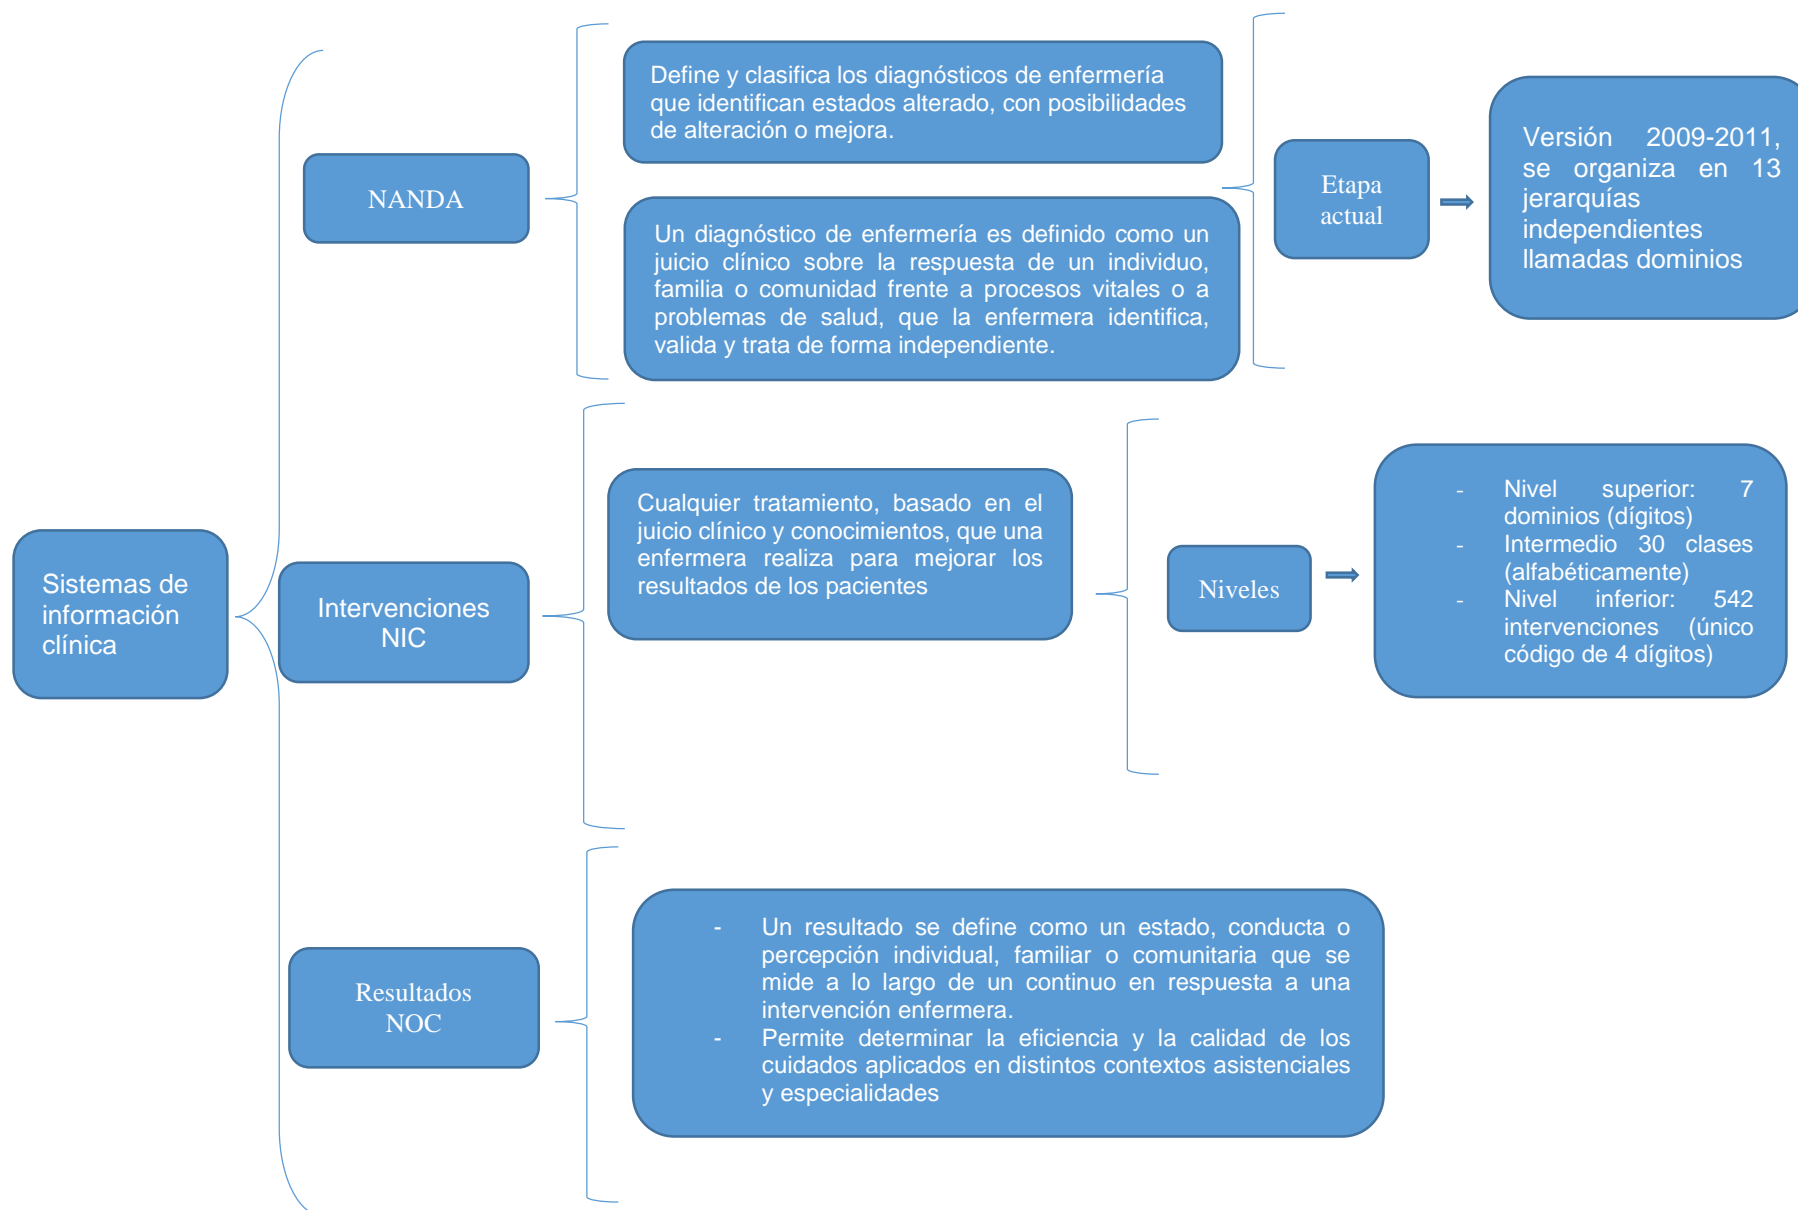 Sistemas de
información
clínica
NANDA
Define y clasifica los diagnósticos de enfermería
que identifican estados alterado, con posibilidades
de alteración o mejora.
Un diagnóstico de enfermería es definido como un
juicio clínico sobre la respuesta de un individuo,
familia o comunidad frente a procesos vitales o a
problemas de salud, que la enfermera identifica,
valida y trata de forma independiente.
Etapa
actual
Versión 2009-2011,
se organiza en 13
jerarquías
independientes
llamadas dominios
Intervenciones
NIC
Cualquier tratamiento, basado en el
juicio clínico y conocimientos, que una
enfermera realiza para mejorar los
resultados de los pacientes
Niveles
- Nivel superior: 7
dominios (dígitos)
- Intermedio 30 clases
(alfabéticamente)
- Nivel inferior: 542
intervenciones (único
código de 4 dígitos)
Resultados
NOC
- Un resultado se define como un estado, conducta o
percepción individual, familiar o comunitaria que se
mide a lo largo de un continuo en respuesta a una
intervención enfermera.
- Permite determinar la eficiencia y la calidad de los
cuidados aplicados en distintos contextos asistenciales
y especialidades